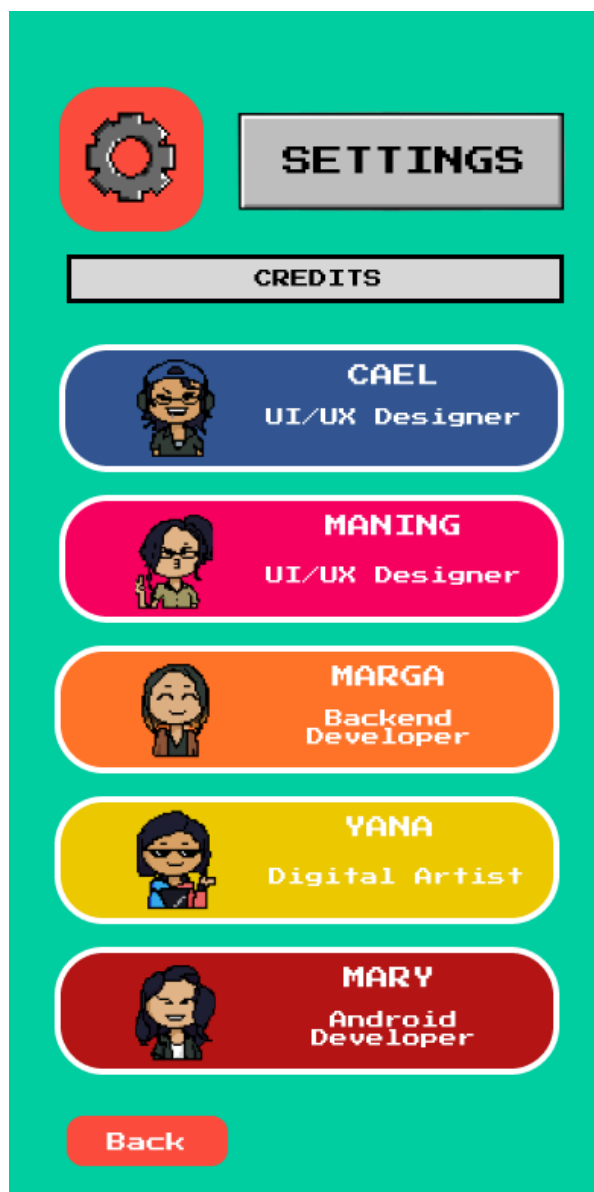 SETTINGS
CREDITS
CAEL
UI/UX Designer
MANING
UI/UX Designer
MARGA
Backend
Developer
YANA
Digital Artist
MARY
Android
Developer
Back